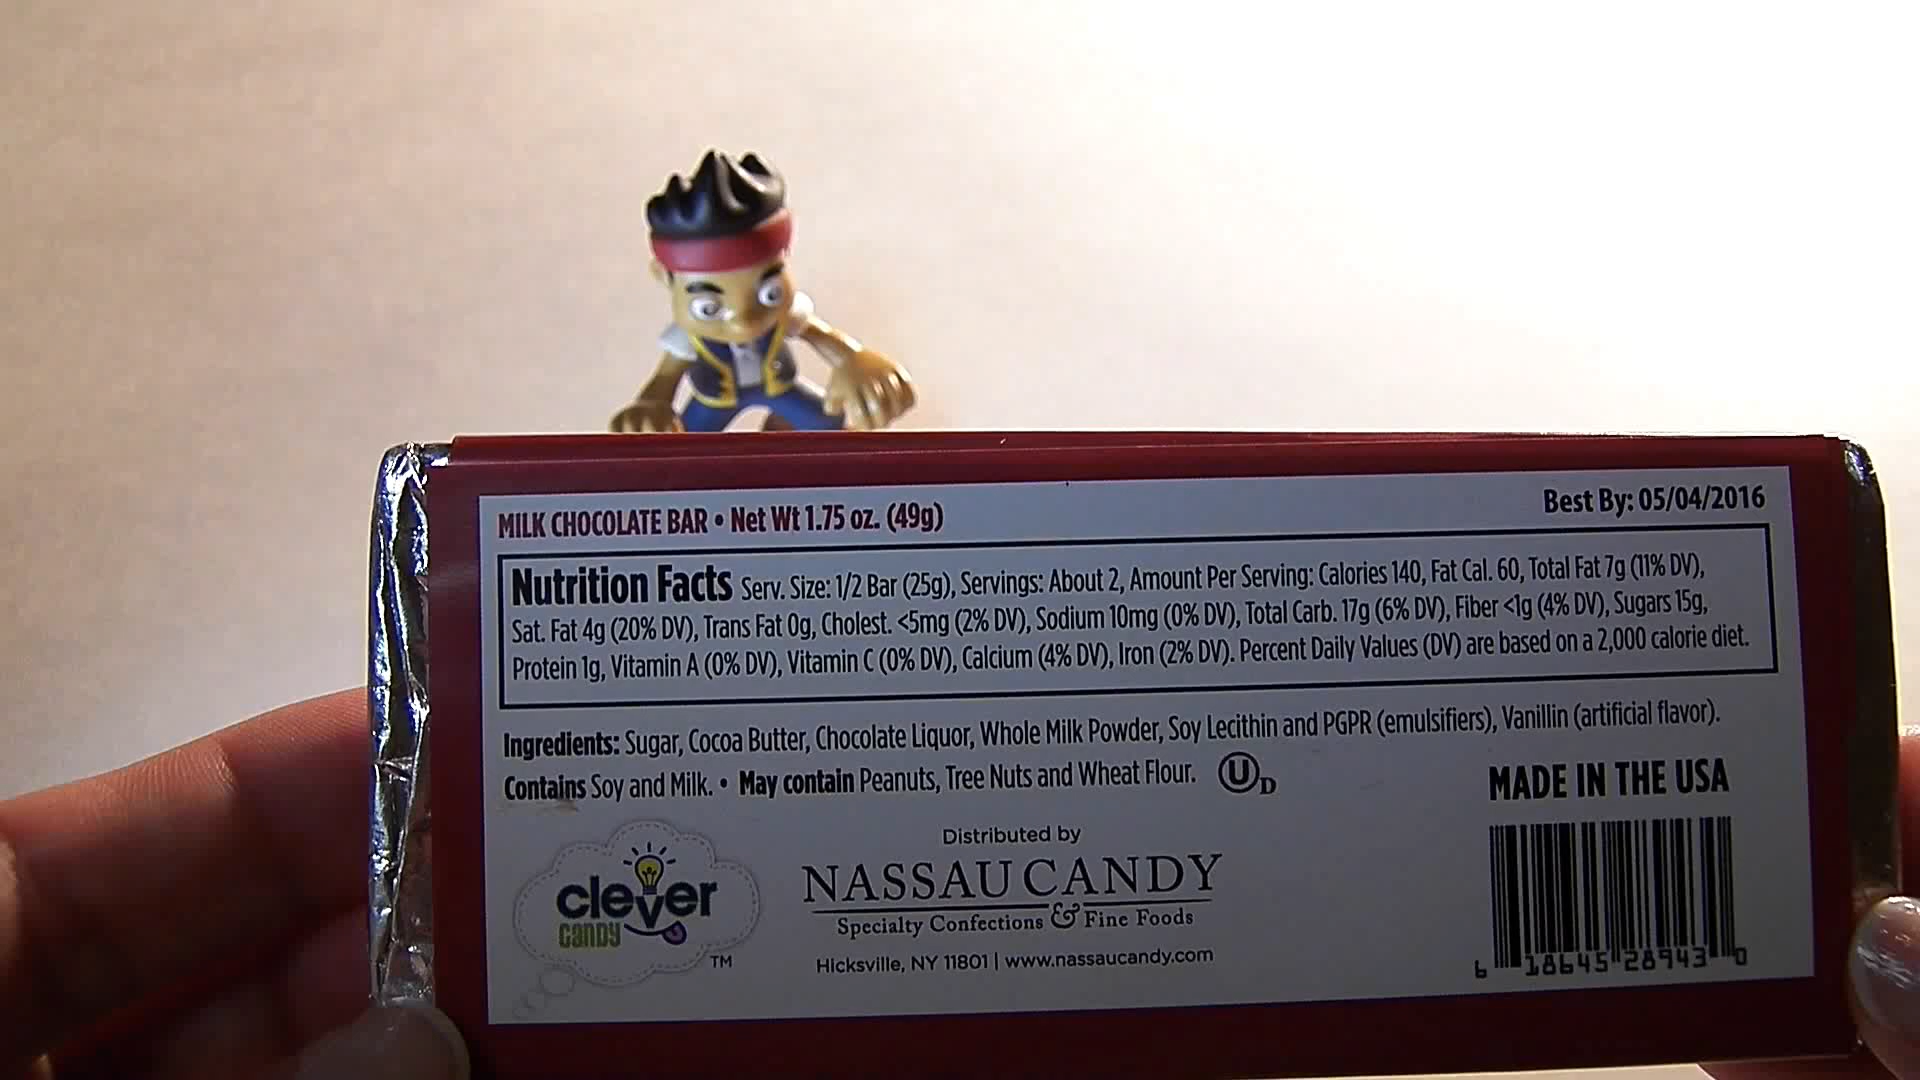 MILK CHOCOLATE BAR • Net Wt 1.75 oz. (49g)
Best By: 05/04/2016
Nutrition Facts Serv. Size: 1/2 Bar (25g), Servings: About 2, Amount Per Serving: Calories 140, Fat Cal. 60, Total Fat 7g (11% DV),
Sat. Fat 4g (20% DV), Trans Fat 0g, Cholest. <5mg (2% DV), Sodium 10mg (0% DV), Total Carb. 17g (6% DV), Fiber <1g (4% DV), Sugars 15g,
Protein 1g, Vitamin A (0% DV), Vitamin C (0% DV), Calcium (4% DV), Iron (2% DV). Percent Daily Values (DV) are based on a 2,000 calorie diet.
Ingredients: Sugar, Cocoa Butter, Chocolate Liquor, Whole Milk Powder, Soy Lecithin and PGPR (emulsifiers), Vanillin (artificial flavor).
Contains Soy and Milk. • May contain Peanuts, Tree Nuts and Wheat Flour. U D
MADE IN THE USA
clever
candy
TM
Distributed by
NASSAU CANDY
Specialty Confections & Fine Foods
Hicksville, NY 11801 | www.nassaucandy.com
6 18645 28943 0